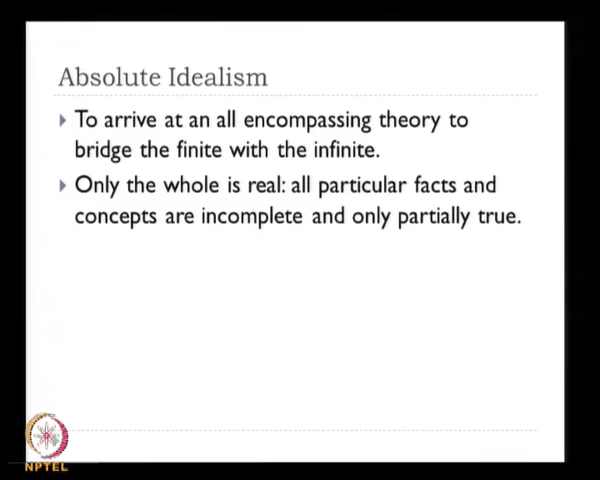 Absolute Idealism
To arrive at an all encompassing theory to
bridge the finite with the infinite.
Only the whole is real: all particular facts and
concepts are incomplete and only partially true.
NPTEL